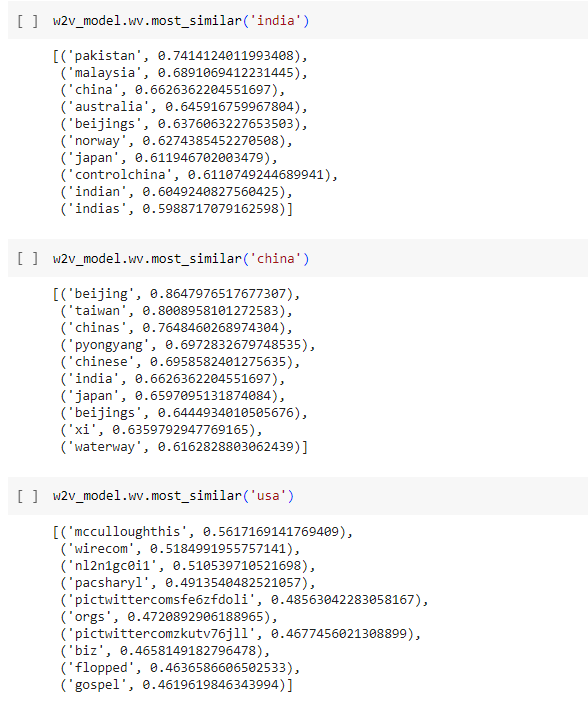 [ ] w2v_model.wv.most_similar('india')
[('pakistan', 0.7414124011993408),
('malaysia', 0.6891069412231445),
('china', 0.6626362204551697),
('australia', 0.645916759967804),
('beijings', 0.6376063227653503),
('norway', 0.6274385452270508),
('japan', 0.611946702003479),
('controlchina', 0.6110749244689941),
('indian', 0.6049240827560425),
('indias', 0.5988717079162598)]
[ ] w2v_model.wv.most_similar('china')
[('beijing', 0.8647976517677307),
('taiwan', 0.8008958101272583),
('chinas', 0.7648460268974304),
('pyongyang', 0.6972832679748535),
('chinese', 0.6958582401275635),
('india', 0.6626362204551697),
('japan', 0.6597095131874084),
('beijings', 0.6444934010505676),
('xi', 0.6359792947769165),
('waterway', 0.6162828803062439)]
[ ] w2v_model.wv.most_similar('usa')
[('mcculloughthis', 0.5617169141769409),
('wirecom', 0.5184991955757141),
('nl2n1gc0i1', 0.510539710521698),
('pacsharyl', 0.4913540482521057),
('pictwittercomsfe6zfdoli', 0.48563042283058167),
('orgs', 0.4720892906188965),
('pictwittercomzkutv76jll', 0.4677456021308899),
('biz', 0.4658149182796478),
('flopped', 0.4636586606502533),
('gospel', 0.4619619846343994)]